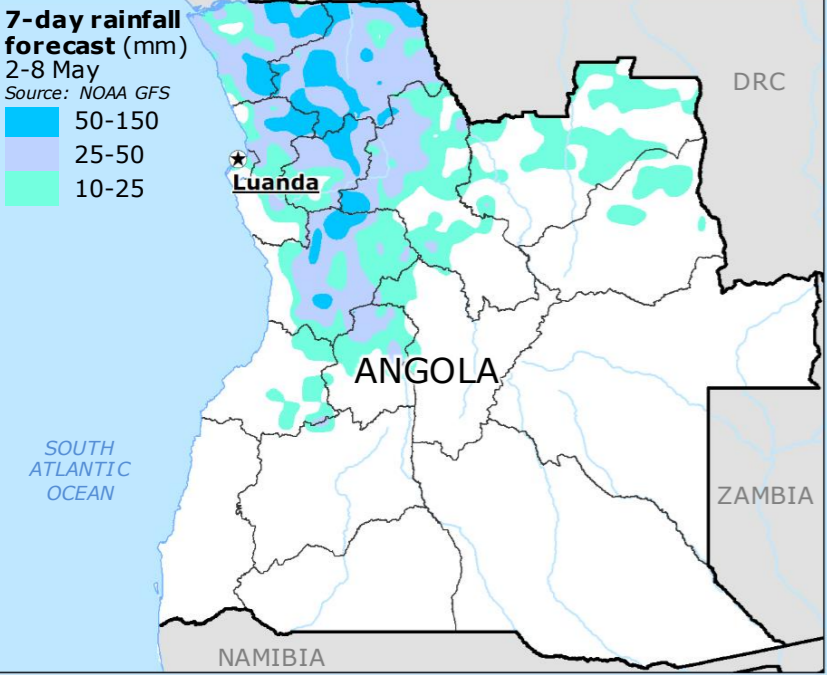 7-day rainfall
forecast (mm)
2-8 May
Source: NOAA GFS
50-150
25-50
10-25
DRC
Luanda
ANGOLA
SOUTH
ATLANTIC
OCEAN
ZAMBIA
NAMIBIA